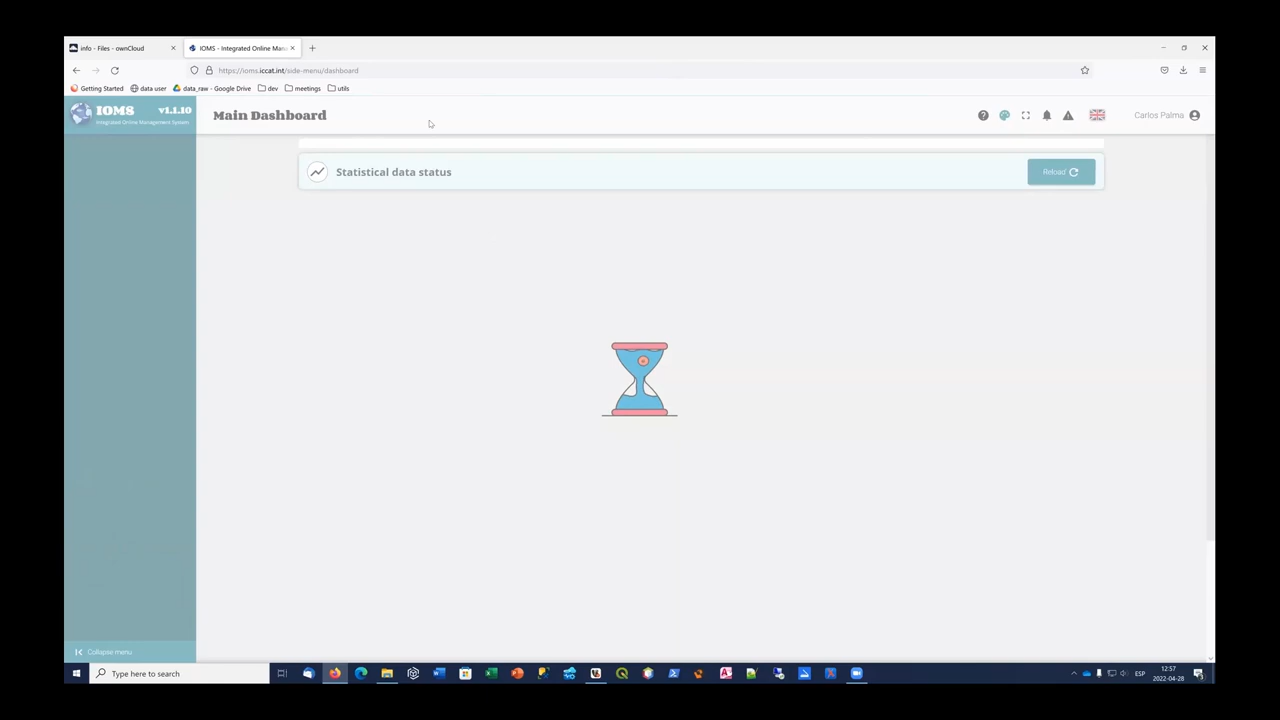 info - Files - ownCloud
IOMS - Integrated Online Man
https://ioms.iccat.int/side-menu/dashboard
Getting Started
data user
data_raw - Google Drive
dev
meetings
utils
IOMS
v1.1.10
Integrated Online Management System
Main Dashboard
Carlos Palma
Statistical data status
Reload
Collapse menu
Type here to search
ESP
12:57
2022-04-28